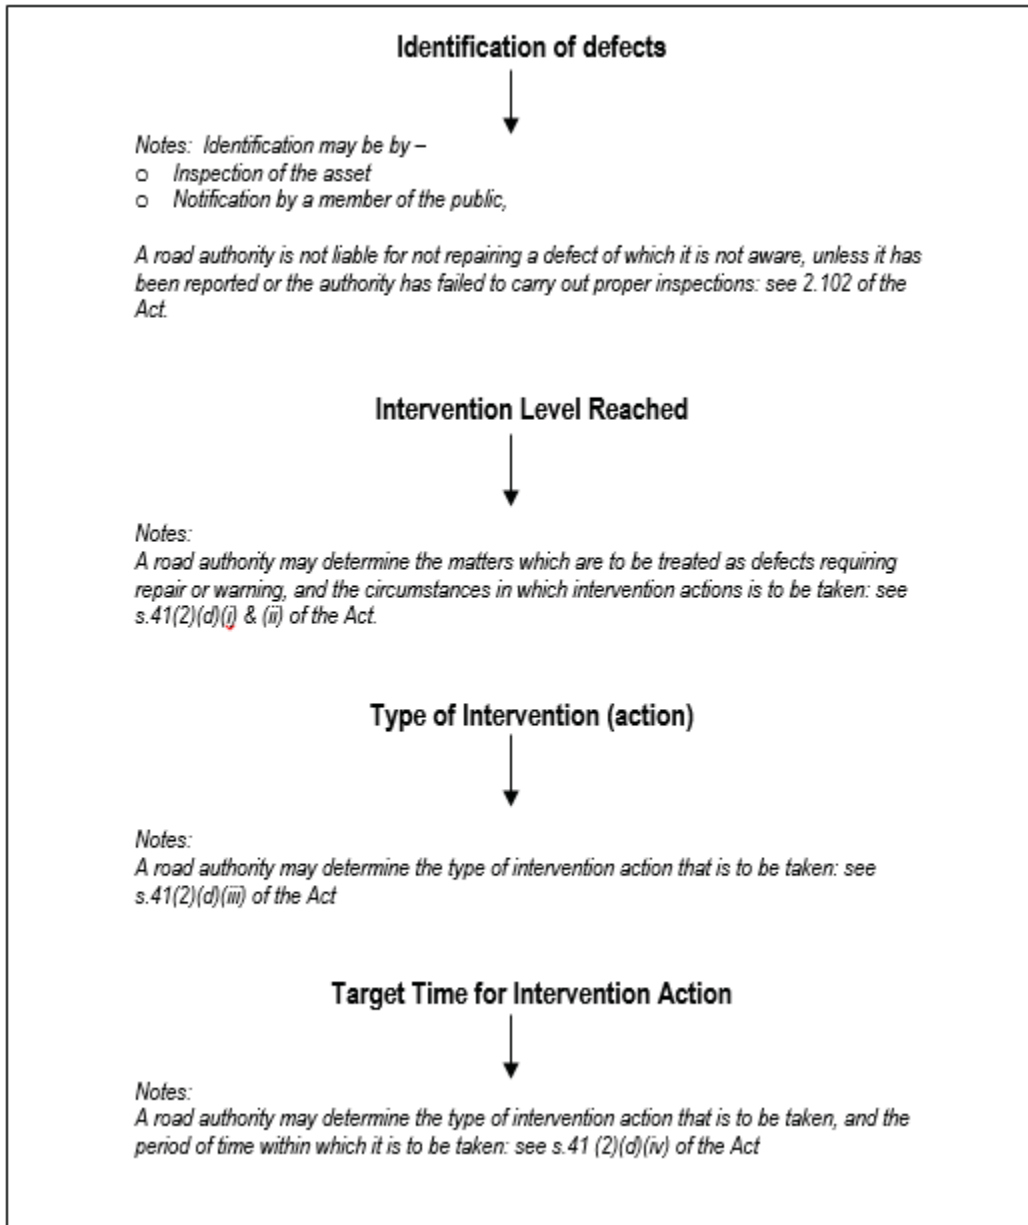 Identification of defects
Notes:  Identification may be by –
o Inspection of the asset
o Notification by a member of the public,
A road authority is not liable for not repairing a defect of which it is not aware, unless it has
been reported or the authority has failed to carry out proper inspections: see 2.102 of the
Act.
Intervention Level Reached
Notes:
A road authority may determine the matters which are to be treated as defects requiring
repair or warning, and the circumstances in which intervention actions is to be taken: see
s.41(2)(d)(i) & (ii) of the Act.
Type of Intervention (action)
Notes:
A road authority may determine the type of intervention action that is to be taken: see
s.41(2)(d)(iii) of the Act
Target Time for Intervention Action
Notes:
A road authority may determine the type of intervention action that is to be taken, and the
period of time within which it is to be taken: see s.41 (2)(d)(iv) of the Act